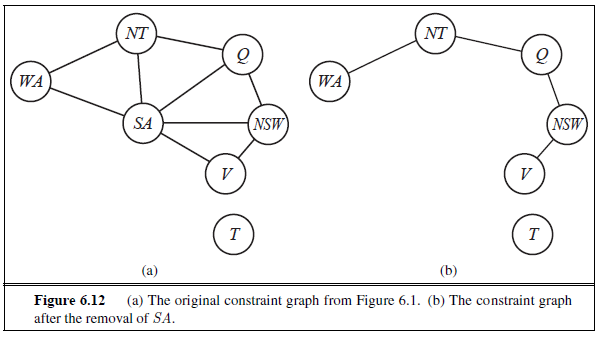 NT
NT
Q
Q
WA
WA
SA
NSW
NSW
V
V
T
T
(a)
(b)
Figure 6.12 (a) The original constraint graph from Figure 6.1. (b) The constraint graph
after the removal of SA.